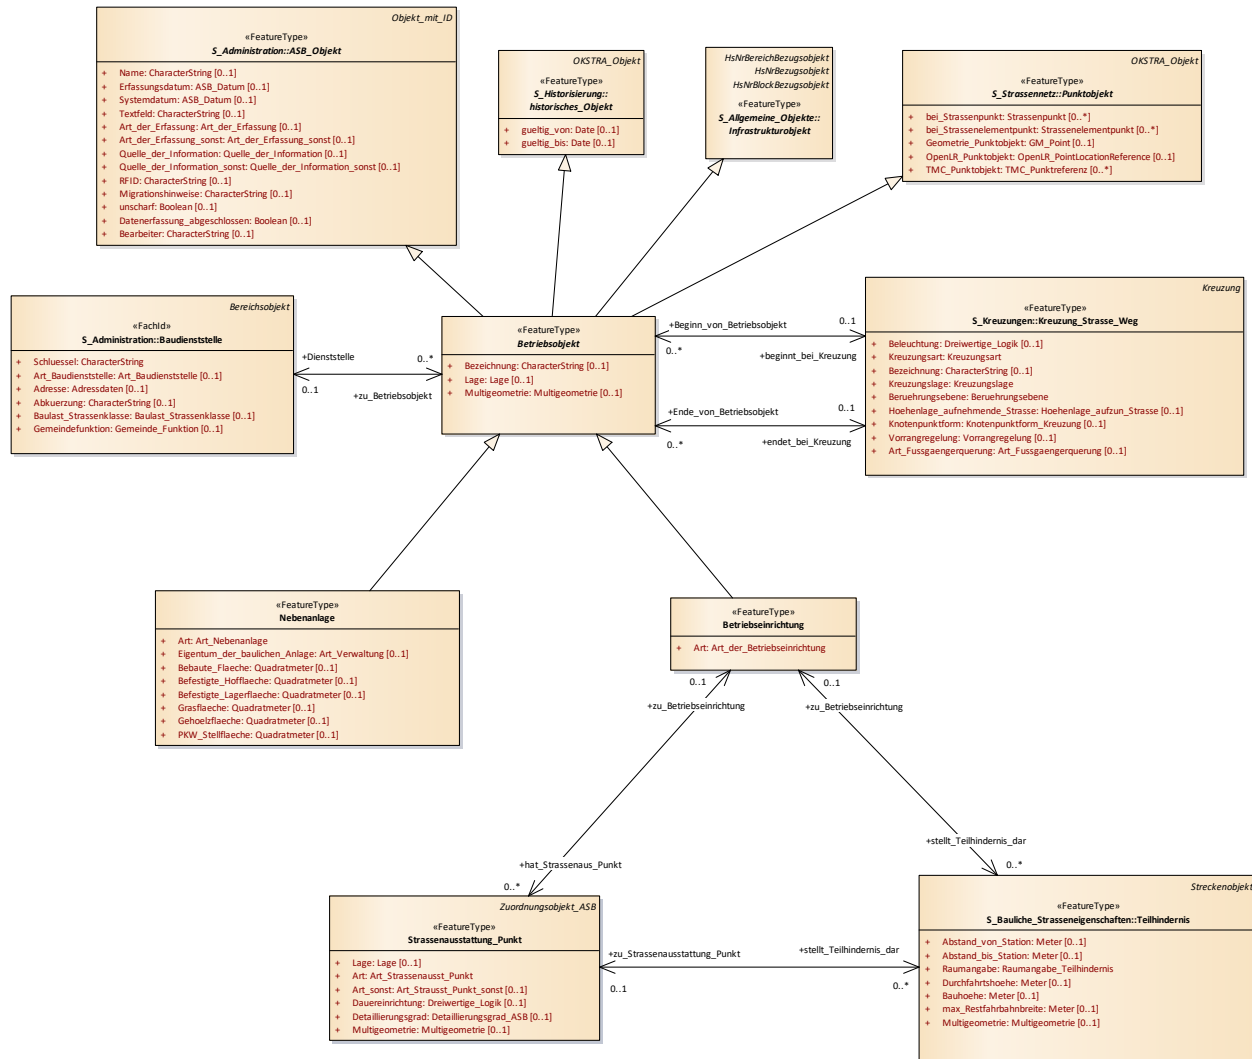 Objekt_mit_ID
«FeatureType»
S_Administration::ASB_Objekt
+ Name: CharacterString [0..1]
+ Erfassungsdatum: ASB_Datum [0..1]
+ Systemdatum: ASB_Datum [0..1]
+ Textfeld: CharacterString [0..1]
+ Art_der_Erfassung: Art_der_Erfassung [0..1]
+ Art_der_Erfassung_sonst: Art_der_Erfassung [0..1]
+ Quelle_der_Information: Quelle_der_Information [0..1]
+ Quelle_der_Information_sonst: Quelle_der_Information [0..1]
+ RFID: CharacterString [0..1]
+ Migrationshinweise: CharacterString [0..1]
+ unscharf: Boolean [0..1]
+ Datenerfassung_abgeschlossen: Boolean [0..1]
+ Bearbeiter: CharacterString [0..1]
OKSTRA_Objekt
«FeatureType»
S_Historisierung::
historisches_Objekt
+ gueltig_von: Date [0..1]
+ gueltig_bis: Date [0..1]
HsNrBereichBezugsobjekt
HsNrBezugsobjekt
HsNrBlockBezugsobjekt
«FeatureType»
S_Allgemeine_Objekte::
Infrastrukturobjekt
OKSTRA_Objekt
«FeatureType»
S_Strassennetz::Punktobjekt
+ bei_Strassenpunkt: Strassenpunkt [0..*]
+ bei_Strassenelementpunkt: Strassenelementpunkt [0..*]
+ Geometrie_Punktobjekt: GM_Point [0..1]
+ OpenLR_Punktobjekt: OpenLR_PointLocationReference [0..1]
+ TMC_Punktobjekt: TMC_Punktreferenz [0..*]
Bereichsobjekt
«FachId»
S_Administration::Baudienststelle
+ Schluessel: CharacterString
+ Art_Baudienststelle: Art_Baudienststelle [0..1]
+ Adresse: Adressdaten [0..1]
+ Abkuerzung: CharacterString [0..1]
+ Baulast_Strassenklasse: Baulast_Strassenklasse [0..1]
+ Gemeindefunktion: Gemeinde_Funktion [0..1]
+Dienststelle
0..*
0..1
+zu_Betriebsobjekt
«FeatureType»
Betriebsobjekt
+ Bezeichnung: CharacterString [0..1]
+ Lage: Lage [0..1]
+ Multigeometrie: Multigeometrie [0..1]
+Beginn_von_Betriebsobjekt
0..1
0..*
+beginnt_bei_Kreuzung
+Ende_von_Betriebsobjekt
0..1
0..*
+endet_bei_Kreuzung
Kreuzung
«FeatureType»
S_Kreuzungen::Kreuzung_Strasse_Weg
+ Beleuchtung: Dreiwertige_Logik [0..1]
+ Kreuzungsart: Kreuzungsart
+ Bezeichnung: CharacterString [0..1]
+ Kreuzungslage: Kreuzungslage
+ Beruehrungsebene: Beruehrungsebene
+ Hoehenlage_aufnehmende_Strasse: Hoehenlage_aufzun_Strasse [0..1]
+ Knotenpunktform: Knotenpunktform_Kreuzung [0..1]
+ Vorrangregelung: Vorrangregelung [0..1]
+ Art_Fussgaengerquerung: Art_Fussgaengerquerung [0..1]
«FeatureType»
Nebenanlage
+ Art: Art_Nebenanlage
+ Eigentum_der_baulichen_Anlage: Art_Verwaltung [0..1]
+ Bebaute_Flaeche: Quadratmeter [0..1]
+ Befestigte_Hofflaeche: Quadratmeter [0..1]
+ Befestigte_Lagerflaeche: Quadratmeter [0..1]
+ Grasflaeche: Quadratmeter [0..1]
+ Gehoelzflaeche: Quadratmeter [0..1]
+ PKW_Stellflaeche: Quadratmeter [0..1]
«FeatureType»
Betriebseinrichtung
+ Art: Art_der_Betriebseinrichtung
0..1
+zu_Betriebseinrichtung
0..1
+zu_Betriebseinrichtung
+hat_Strassenaus_Punkt
0..*
+stellt_Teilhindernis_dar
0..*
Zuordnungsobjekt_ASB
«FeatureType»
Strassenausstattung_Punkt
+ Lage: Lage [0..1]
+ Art: Art_Strassenausst_Punkt
+ Art_sonst: Art_Strausst_Punkt_sonst [0..1]
+ Dauereinrichtung: Dreiwertige_Logik [0..1]
+ Detaillierungsgrad: Detaillierungsgrad_ASB [0..1]
+ Multigeometrie: Multigeometrie [0..1]
+zu_Strassenausstattung_Punkt
0..1
+stellt_Teilhindernis_dar
0..*
Streckenobjekt
«FeatureType»
S_Bauliche_Strasseneigenschaften::Teilhindernis
+ Abstand_von_Station: Meter [0..1]
+ Abstand_bis_Station: Meter [0..1]
+ Raumangabe: Raumangabe_Teilhindernis
+ Durchfahrtshoehe: Meter [0..1]
+ Bauhoehe: Meter [0..1]
+ max_Restfahrbahnbreite: Meter [0..1]
+ Multigeometrie: Multigeometrie [0..1]